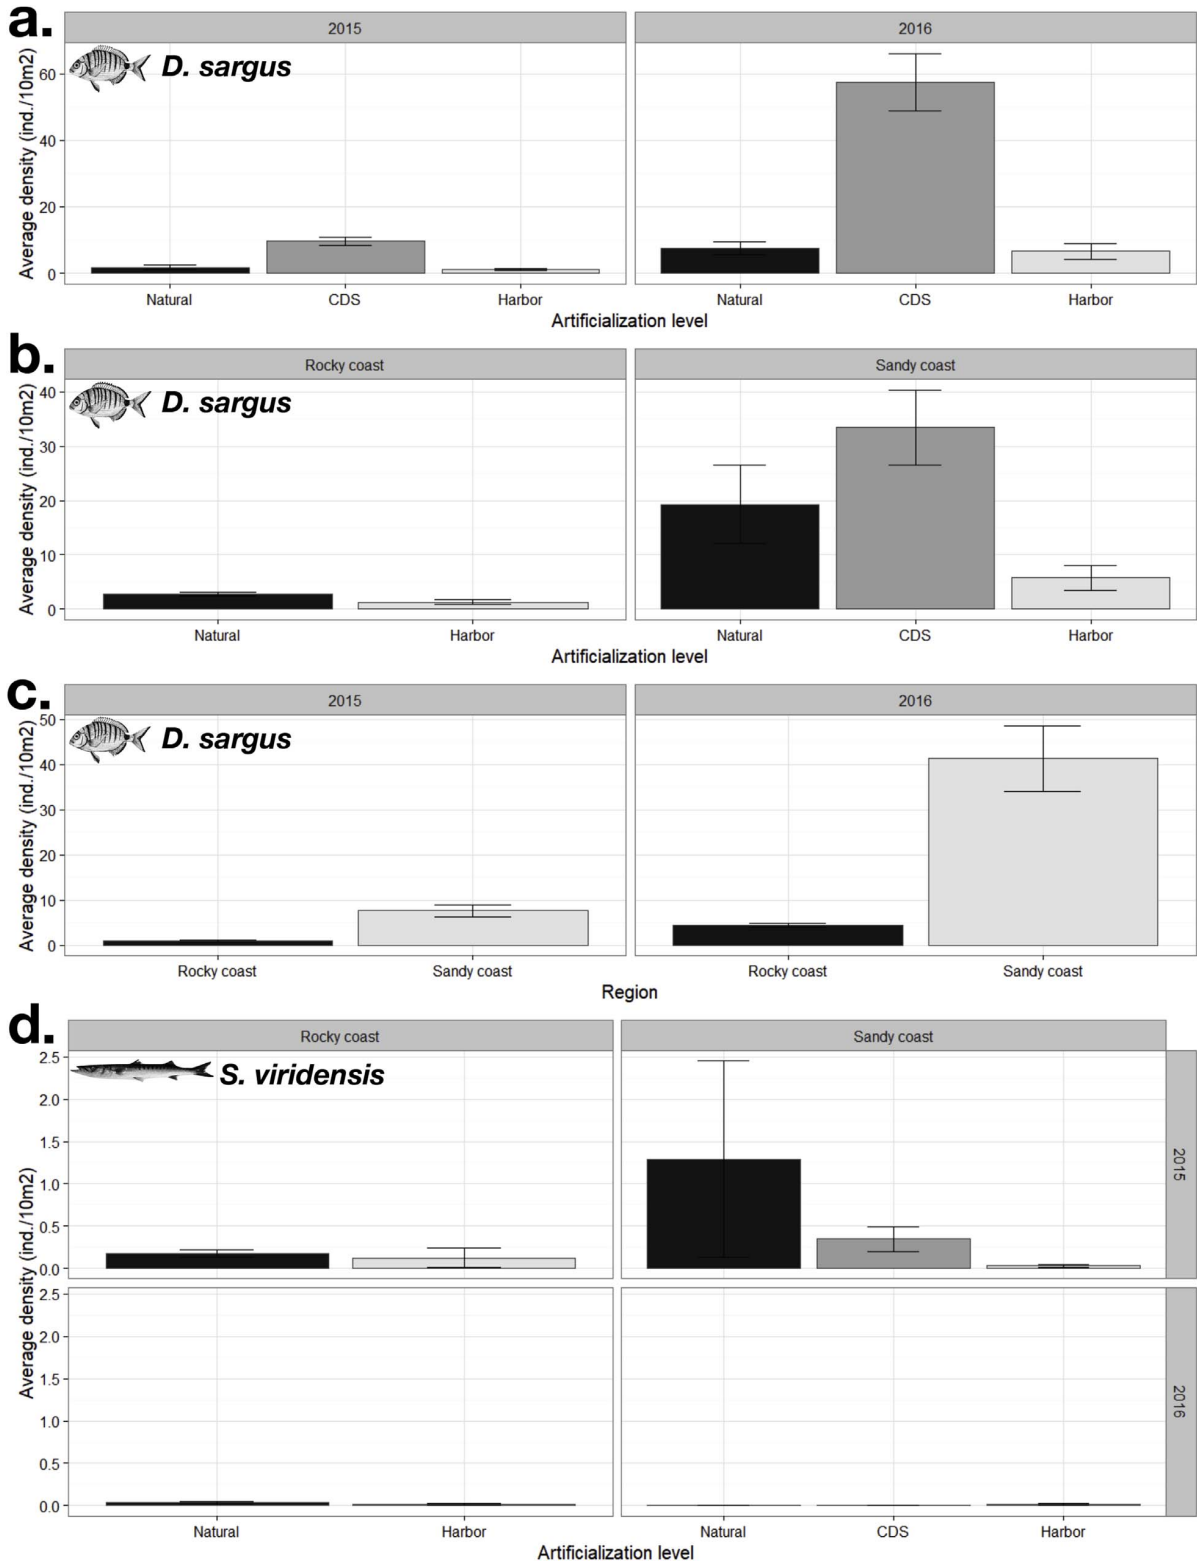 a.
2015 2016
D. sargus
Average density (ind./10m2)
60
40
20
0
Natural CDS Harbor Natural CDS Harbor
Artificialization level
b.
Rocky coast Sandy coast
D. sargus
Average density (ind./10m2)
40
30
20
10
0
Natural Harbor Natural CDS Harbor
Artificialization level
c.
2015 2016
D. sargus
Average density (ind./10m2)
50
40
30
20
10
0
Rocky coast Sandy coast Rocky coast Sandy coast
Region
d.
Rocky coast Sandy coast
S. viridensis
Average density (ind./10m2)
2.5
2.0
1.5
1.0
0.5
0.0
2015
2.5
2.0
1.5
1.0
0.5
0.0
2016
Natural Harbor Natural CDS Harbor
Artificialization level